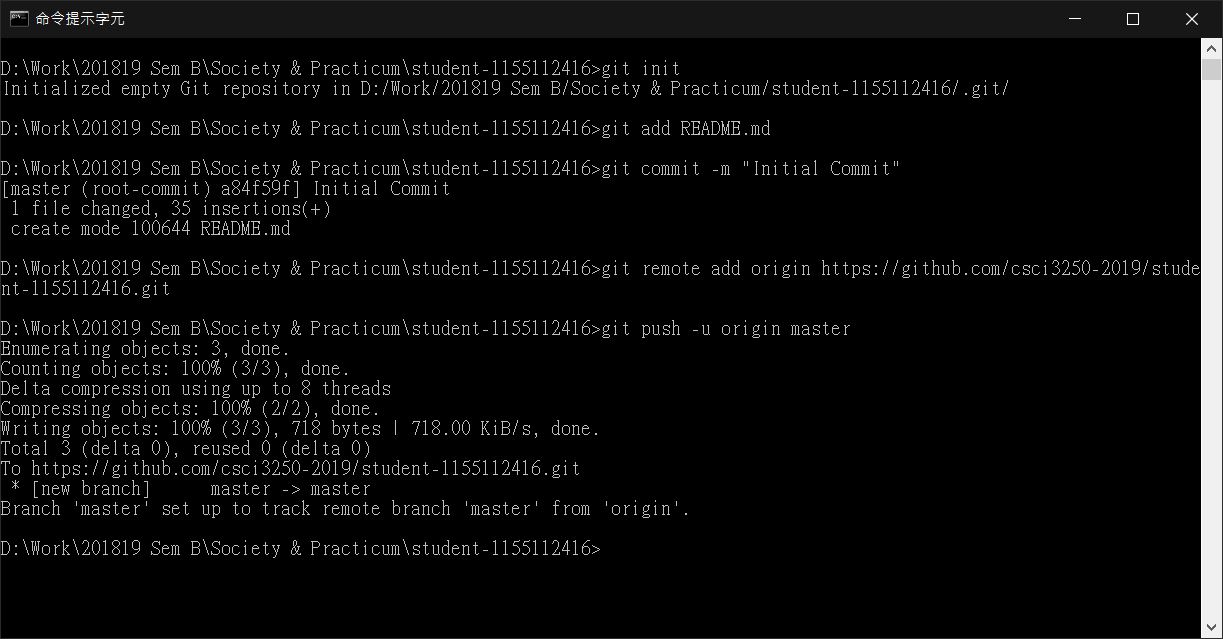 命令提示字元
D:\Work\201819 Sem B\Society & Practicum\student-1155112416>git init
Initialized empty Git repository in D:/Work/201819 Sem B/Society & Practicum/student-1155112416/.git/
D:\Work\201819 Sem B\Society & Practicum\student-1155112416>git add README.md
D:\Work\201819 Sem B\Society & Practicum\student-1155112416>git commit -m "Initial Commit"
[master (root-commit) a84f59f] Initial Commit
 1 file changed, 35 insertions(+)
 create mode 100644 README.md
D:\Work\201819 Sem B\Society & Practicum\student-1155112416>git remote add origin https://github.com/csci3250-2019/stude
nt-1155112416.git
D:\Work\201819 Sem B\Society & Practicum\student-1155112416>git push -u origin master
Enumerating objects: 3, done.
Counting objects: 100% (3/3), done.
Delta compression using up to 8 threads
Compressing objects: 100% (2/2), done.
Writing objects: 100% (3/3), 718 bytes | 718.00 KiB/s, done.
Total 3 (delta 0), reused 0 (delta 0)
To https://github.com/csci3250-2019/student-1155112416.git
 * [new branch]      master -> master
Branch 'master' set up to track remote branch 'master' from 'origin'.
D:\Work\201819 Sem B\Society & Practicum\student-1155112416>